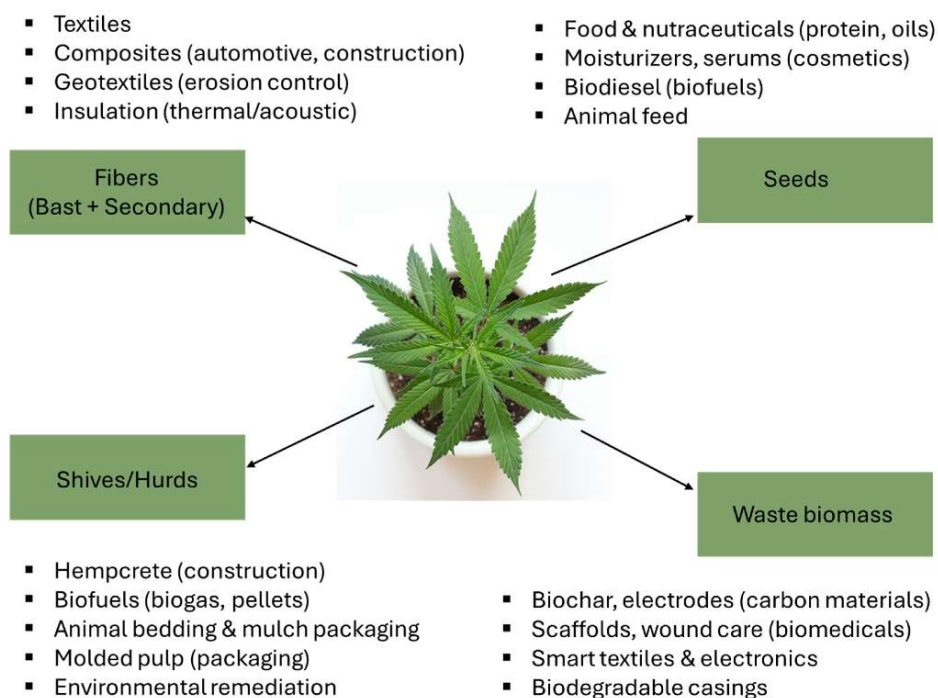 ▪ Textiles
▪ Composites (automotive, construction)
▪ Geotextiles (erosion control)
▪ Insulation (thermal/acoustic)
▪ Food & nutraceuticals (protein, oils)
▪ Moisturizers, serums (cosmetics)
▪ Biodiesel (biofuels)
▪ Animal feed
Fibers
(Bast + Secondary)
Seeds
Shives/Hurds
Waste biomass
▪ Hempcrete (construction)
▪ Biofuels (biogas, pellets)
▪ Animal bedding & mulch packaging
▪ Molded pulp (packaging)
▪ Environmental remediation
▪ Biochar, electrodes (carbon materials)
▪ Scaffolds, wound care (biomedicals)
▪ Smart textiles & electronics
▪ Biodegradable casings